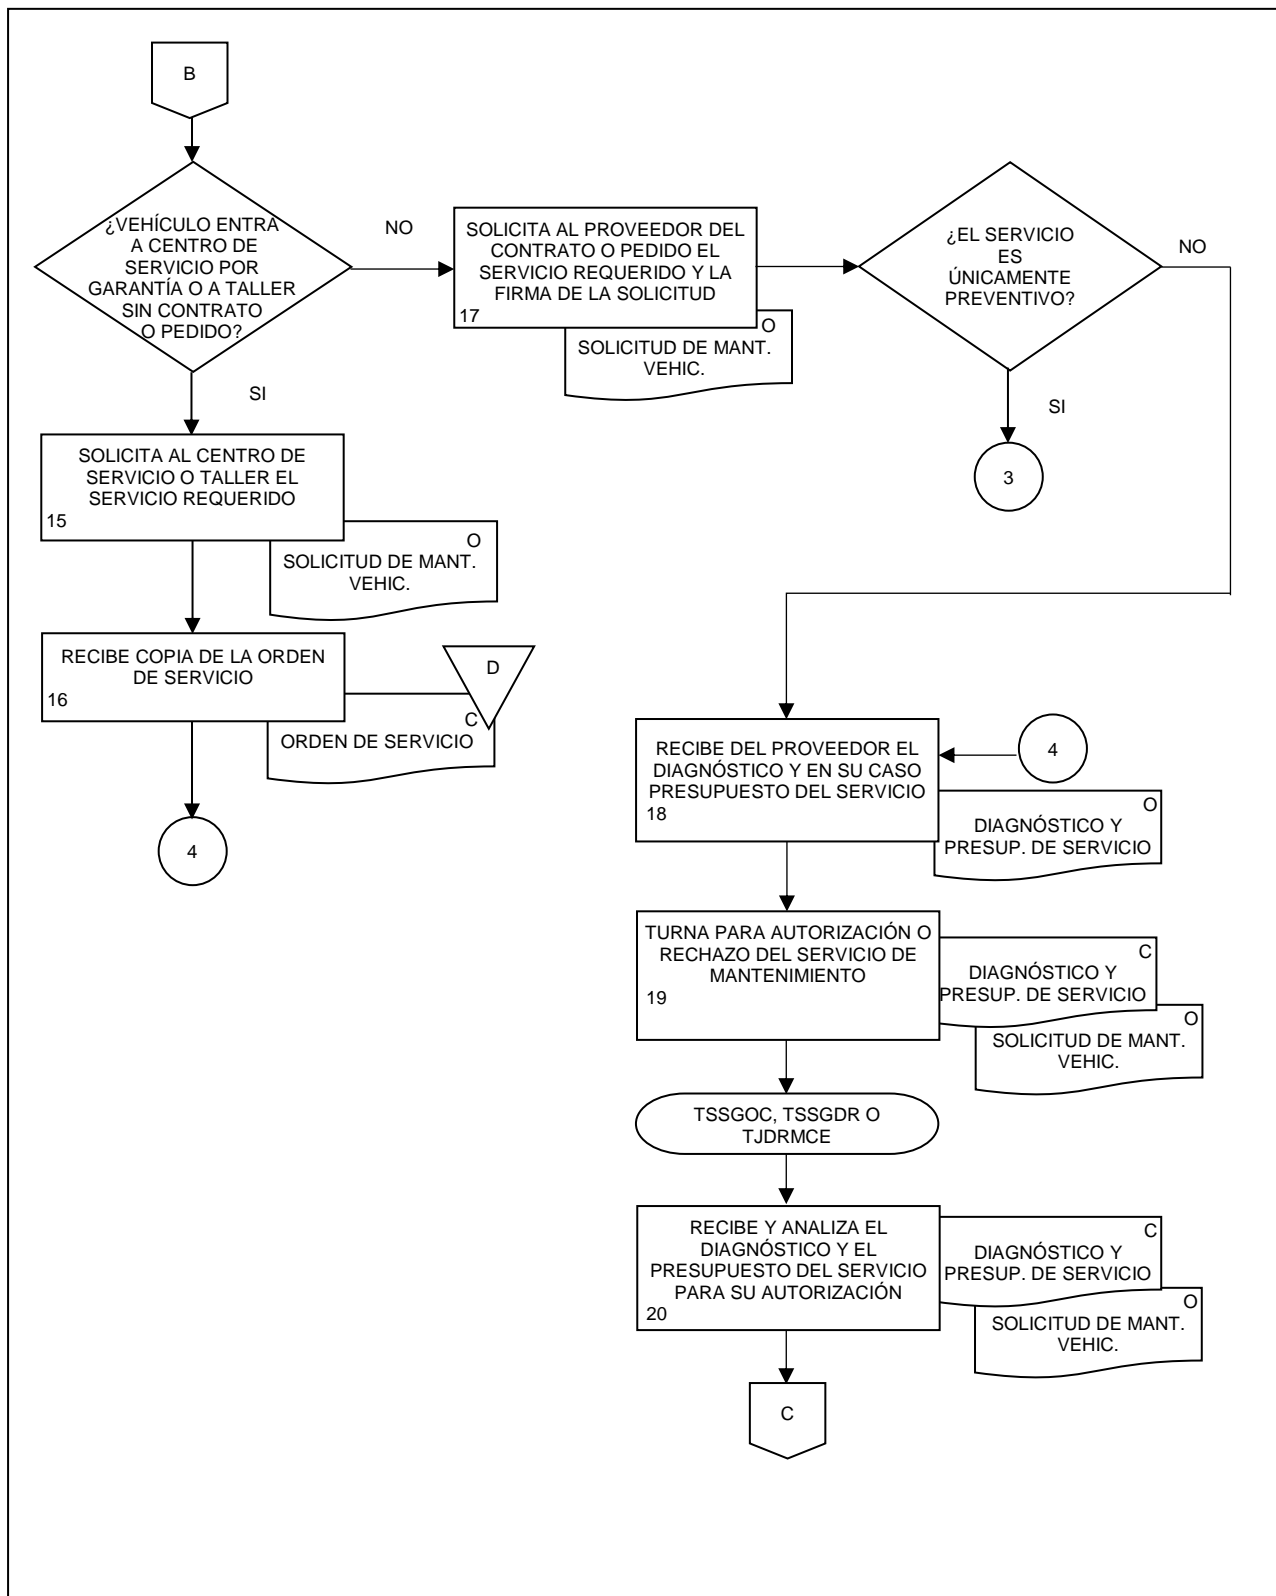 B
¿VEHÍCULO ENTRA
A CENTRO DE
SERVICIO POR
GARANTÍA O A TALLER
SIN CONTRATO
O PEDIDO?
NO
SI
SOLICITA AL PROVEEDOR DEL
CONTRATO O PEDIDO EL
SERVICIO REQUERIDO Y LA
FIRMA DE LA SOLICITUD
17
O
SOLICITUD DE MANT.
VEHIC.
¿EL SERVICIO
ES
ÚNICAMENTE
PREVENTIVO?
NO
SI
3
SOLICITA AL CENTRO DE
SERVICIO O TALLER EL
SERVICIO REQUERIDO
15
O
SOLICITUD DE MANT.
VEHIC.
RECIBE COPIA DE LA ORDEN
DE SERVICIO
16
D
C
ORDEN DE SERVICIO
4
RECIBE DEL PROVEEDOR EL
DIAGNÓSTICO Y EN SU CASO
PRESUPUESTO DEL SERVICIO
18
4
O
DIAGNÓSTICO Y
PRESUP. DE SERVICIO
TURNA PARA AUTORIZACIÓN O
RECHAZO DEL SERVICIO DE
MANTENIMIENTO
19
C
DIAGNÓSTICO Y
PRESUP. DE SERVICIO
O
SOLICITUD DE MANT.
VEHIC.
TSSGOC, TSSGDR O
TJDRMCE
RECIBE Y ANALIZA EL
DIAGNÓSTICO Y EL
PRESUPUESTO DEL SERVICIO
PARA SU AUTORIZACIÓN
20
C
DIAGNÓSTICO Y
PRESUP. DE SERVICIO
O
SOLICITUD DE MANT.
VEHIC.
C